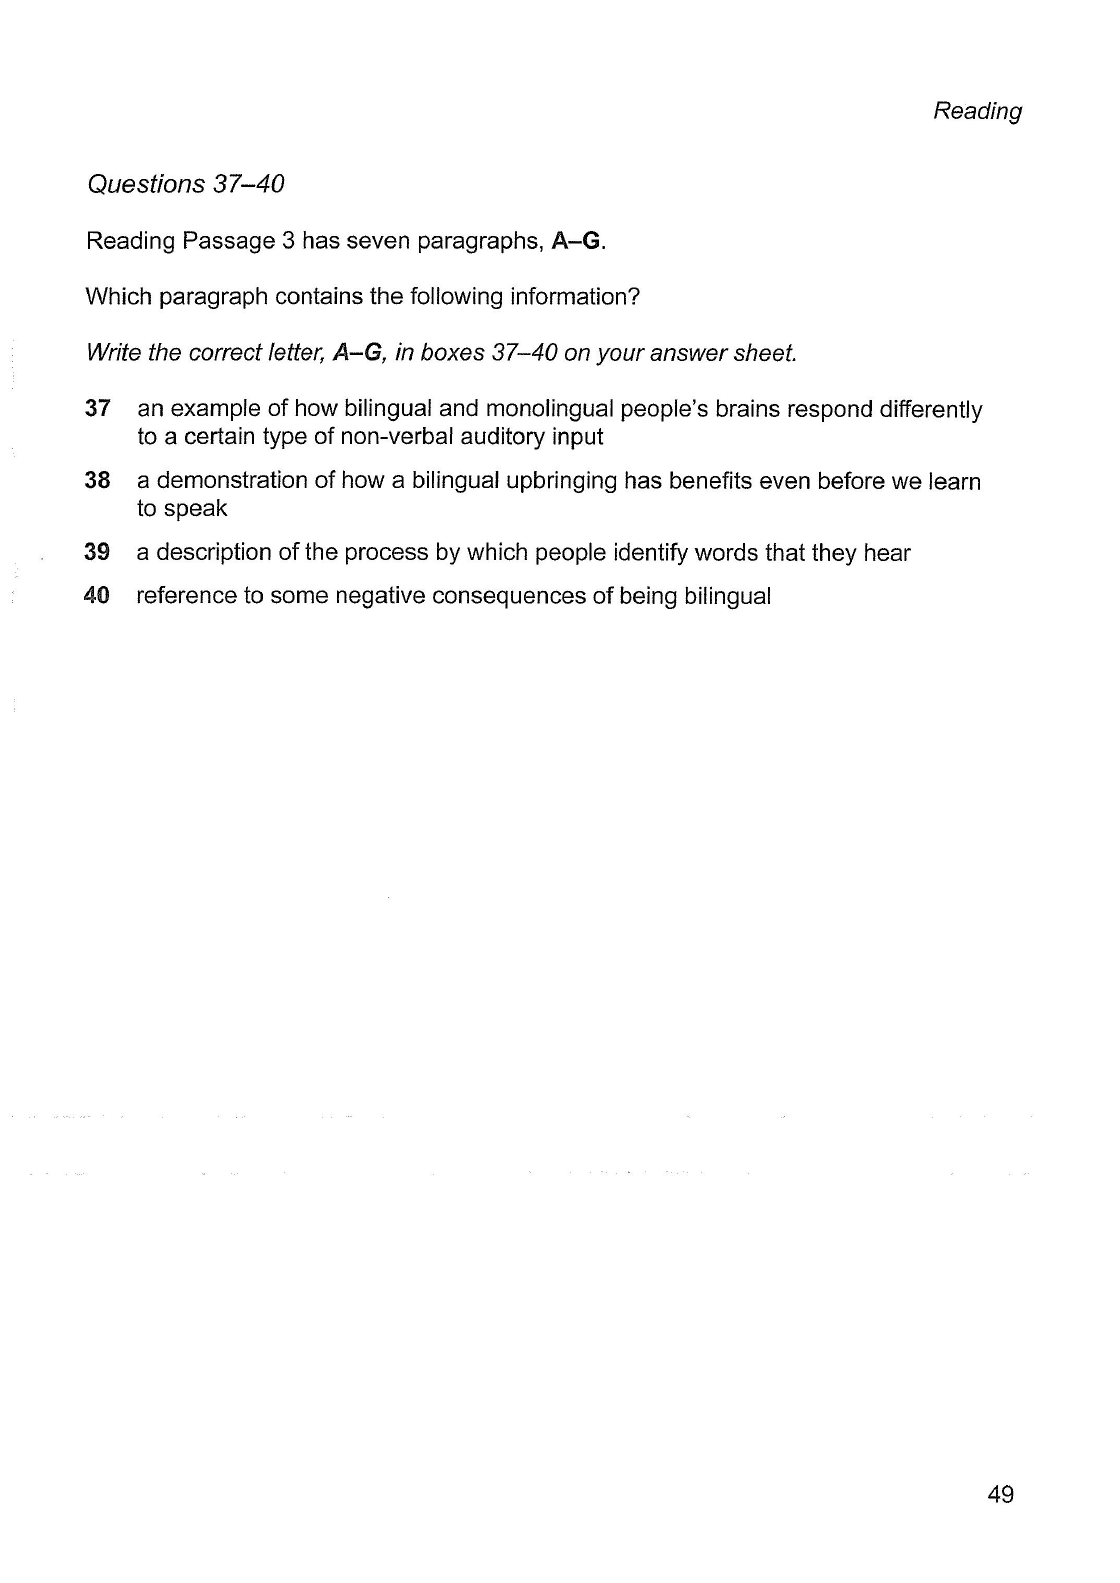 Reading
Questions 37–40
Reading Passage 3 has seven paragraphs, A–G.
Which paragraph contains the following information?
Write the correct letter, A–G, in boxes 37–40 on your answer sheet.
37 an example of how bilingual and monolingual people's brains respond differently
to a certain type of non-verbal auditory input
38 a demonstration of how a bilingual upbringing has benefits even before we learn
to speak
39 a description of the process by which people identify words that they hear
40 reference to some negative consequences of being bilingual
49